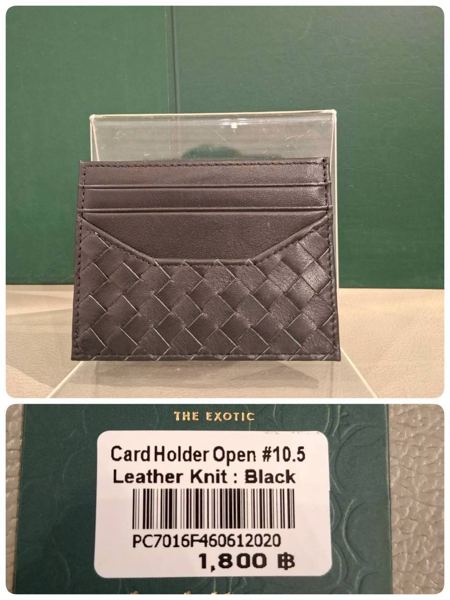 THE EXOTIC
Card Holder Open #10.5
Leather Knit : Black
PC7016F460612020
1,800 ฿